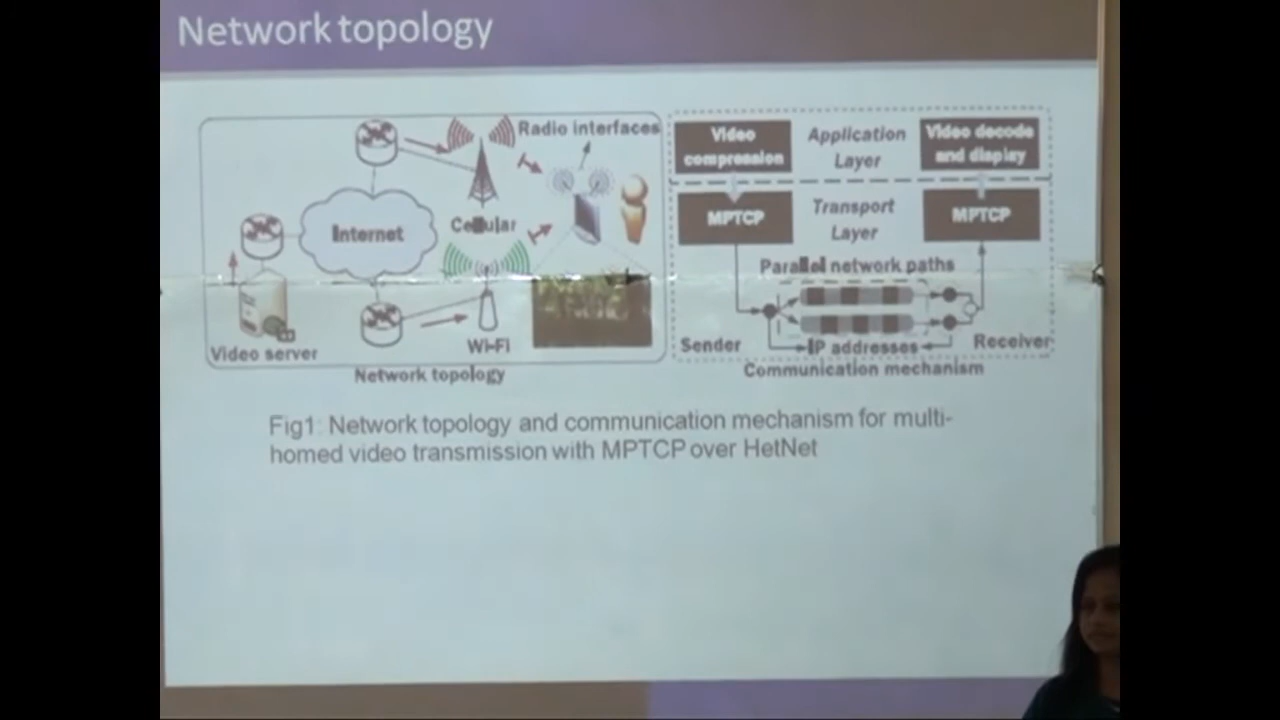 Network topology
Radio interfaces
Cellular
Internet
Wi-Fi
Video server
Network topology
Video
compression
Application
Layer
Video decode
and display
MPTCP
Transport
Layer
MPTCP
Parallel network paths
Sender
IP addresses
Receiver
Communication mechanism
Fig1: Network topology and communication mechanism for multi-
homed video transmission with MPTCP over HetNet